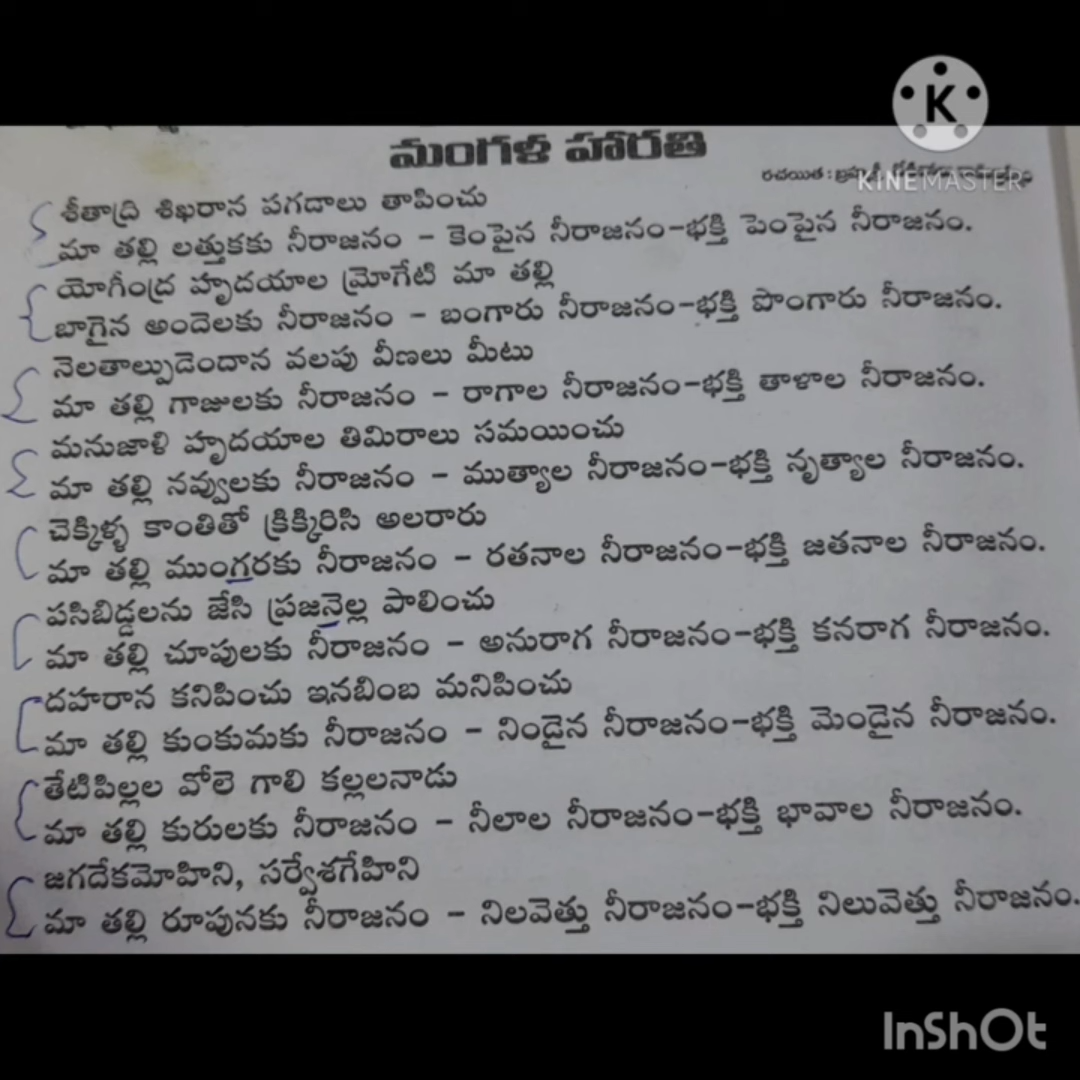 K
KINEMASTER
మంగళ హారతి
రచయిత :
శీతాద్రి శిఖరాన పగడాలు తాపించు
మా తల్లి లత్తుకకు నీరాజనం - కెంపైన నీరాజనం-భక్తి పెంపైన నీరాజనం.
యోగీంద్ర హృదయాల మ్రోగేటి మా తల్లి
బాగైన అందెలకు నీరాజనం - బంగారు నీరాజనం-భక్తి పొంగారు నీరాజనం.
నెలతాల్పుడెందాన వలపు వీణలు మీటు
మా తల్లి గాజులకు నీరాజనం - రాగాల నీరాజనం-భక్తి తాళాల నీరాజనం.
మనుజాళి హృదయాల తిమిరాలు సమయించు
మా తల్లి నవ్వులకు నీరాజనం - ముత్యాల నీరాజనం-భక్తి నృత్యాల నీరాజనం.
చెక్కిళ్ళ కాంతితో క్రిక్కిరిసి అలరారు
మా తల్లి ముంగ్గరకు నీరాజనం - రతనాల నీరాజనం-భక్తి జతనాల నీరాజనం.
పసిబిడ్డలను జేసి ప్రజనెల్ల పాలించు
మా తల్లి చూపులకు నీరాజనం - అనురాగ నీరాజనం-భక్తి కనరాగ నీరాజనం.
దహరాన కనిపించు ఇనబింబ మనిపించు
మా తల్లి కుంకుమకు నీరాజనం - నిండైన నీరాజనం-భక్తి మెండైన నీరాజనం.
తేటిపిల్లల వోలె గాలి కల్లలనాడు
మా తల్లి కురులకు నీరాజనం - నీలాల నీరాజనం-భక్తి భావాల నీరాజనం.
జగదేకమోహిని, సర్వేశగేహిని
మా తల్లి రూపునకు నీరాజనం - నిలవెత్తు నీరాజనం-భక్తి నిలువెత్తు నీరాజనం.
InShOt